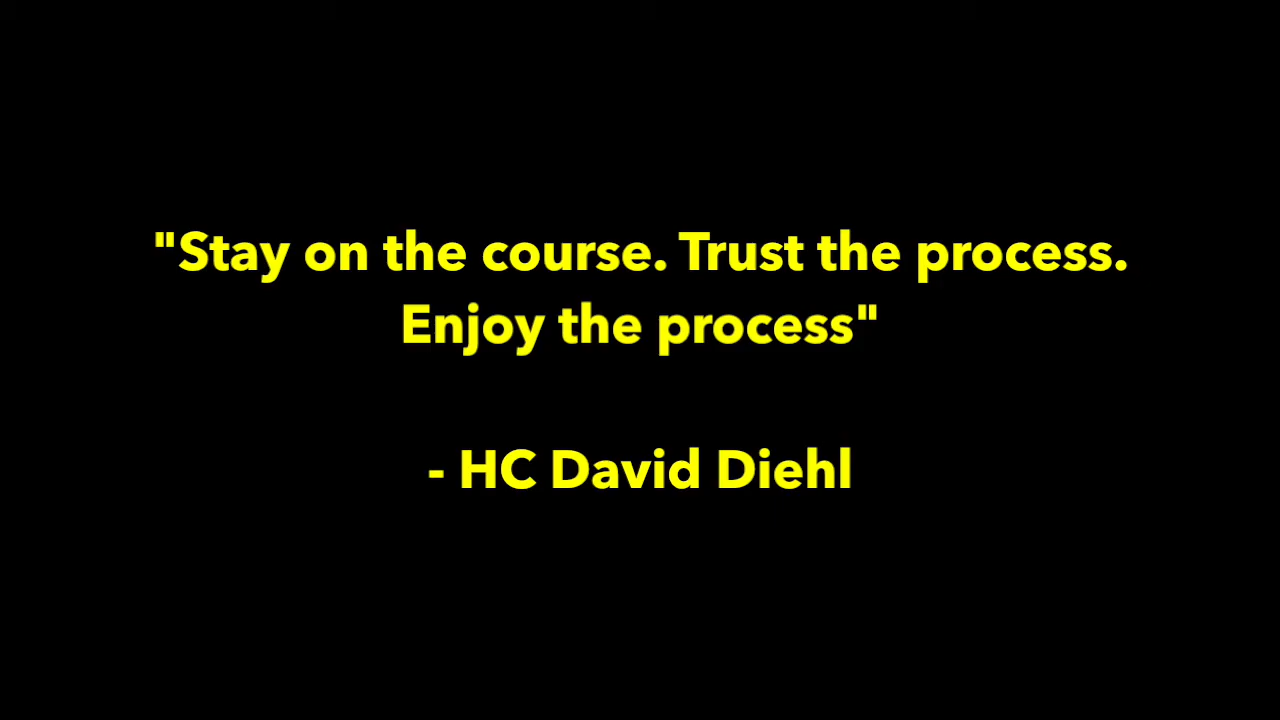 "Stay on the course. Trust the process.
Enjoy the process"
- HC David Diehl